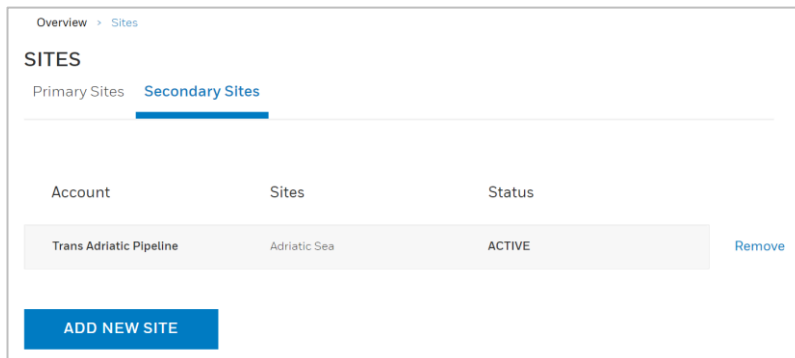 Overview > Sites
SITES
Primary Sites Secondary Sites
Account Sites Status
Trans Adriatic Pipeline Adriatic Sea ACTIVE Remove
ADD NEW SITE